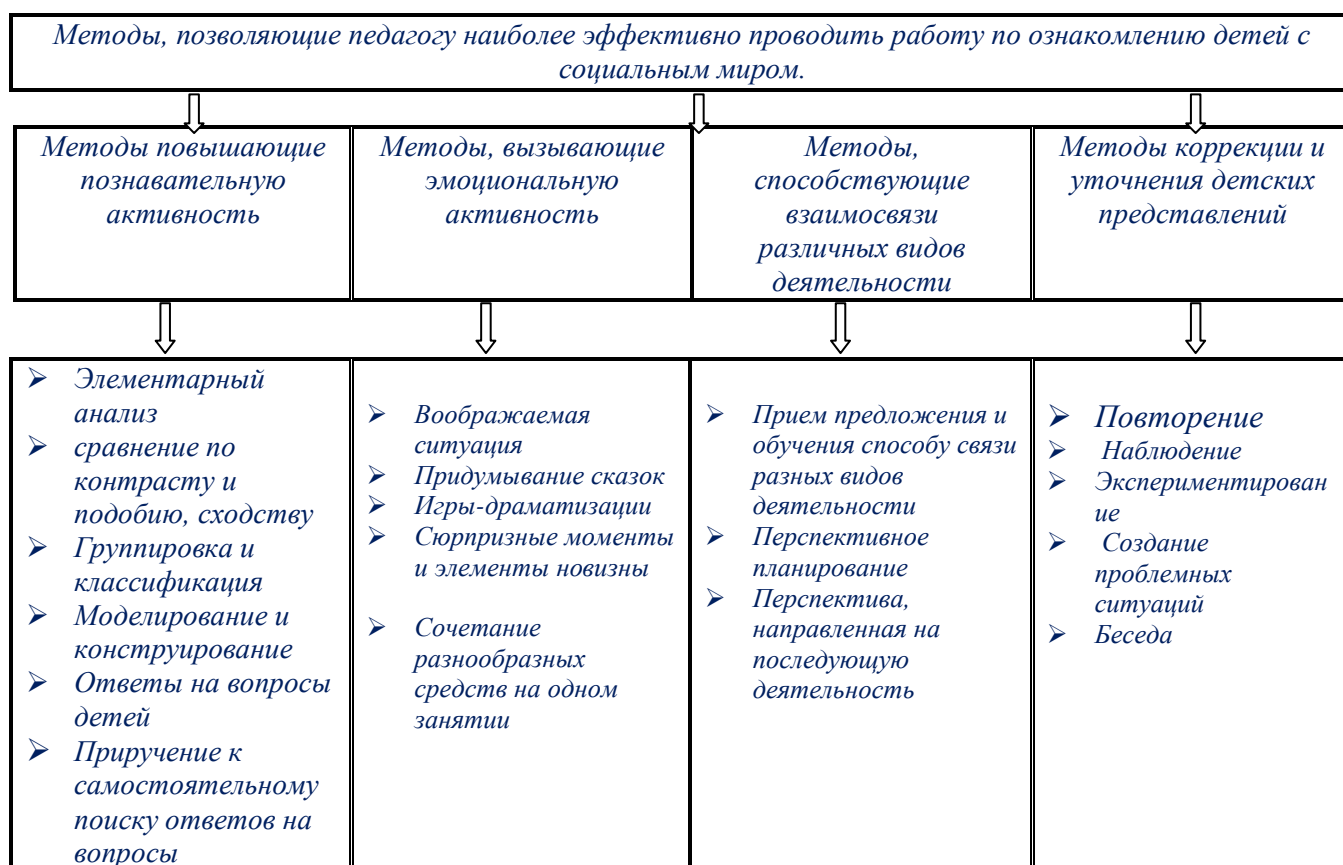 Методы, позволяющие педагогу наиболее эффективно проводить работу по ознакомлению детей с
социальным миром.
Методы повышающие
познавательную
активность
Методы, вызывающие
эмоциональную
активность
Методы,
способствующие
взаимосвязи
различных видов
деятельности
Методы коррекции и
уточнения детских
представлений
➢ Элементарный
анализ
➢ сравнение по
контрасту и
подобию, сходству
➢ Группировка и
классификация
➢ Моделирование и
конструирование
➢ Ответы на вопросы
детей
➢ Приручение к
самостоятельному
поиску ответов на
вопросы
➢ Воображаемая
ситуация
➢ Придумывание сказок
➢ Игры-драматизации
➢ Сюрпризные моменты
и элементы новизны
➢ Сочетание
разнообразных
средств на одном
занятии
➢ Прием предложения и
обучения способу связи
разных видов
деятельности
➢ Перспективное
планирование
➢ Перспектива,
направленная на
последующую
деятельность
➢ Повторение
➢ Наблюдение
➢ Экспериментирован
ие
➢ Создание
проблемных
ситуаций
➢ Беседа